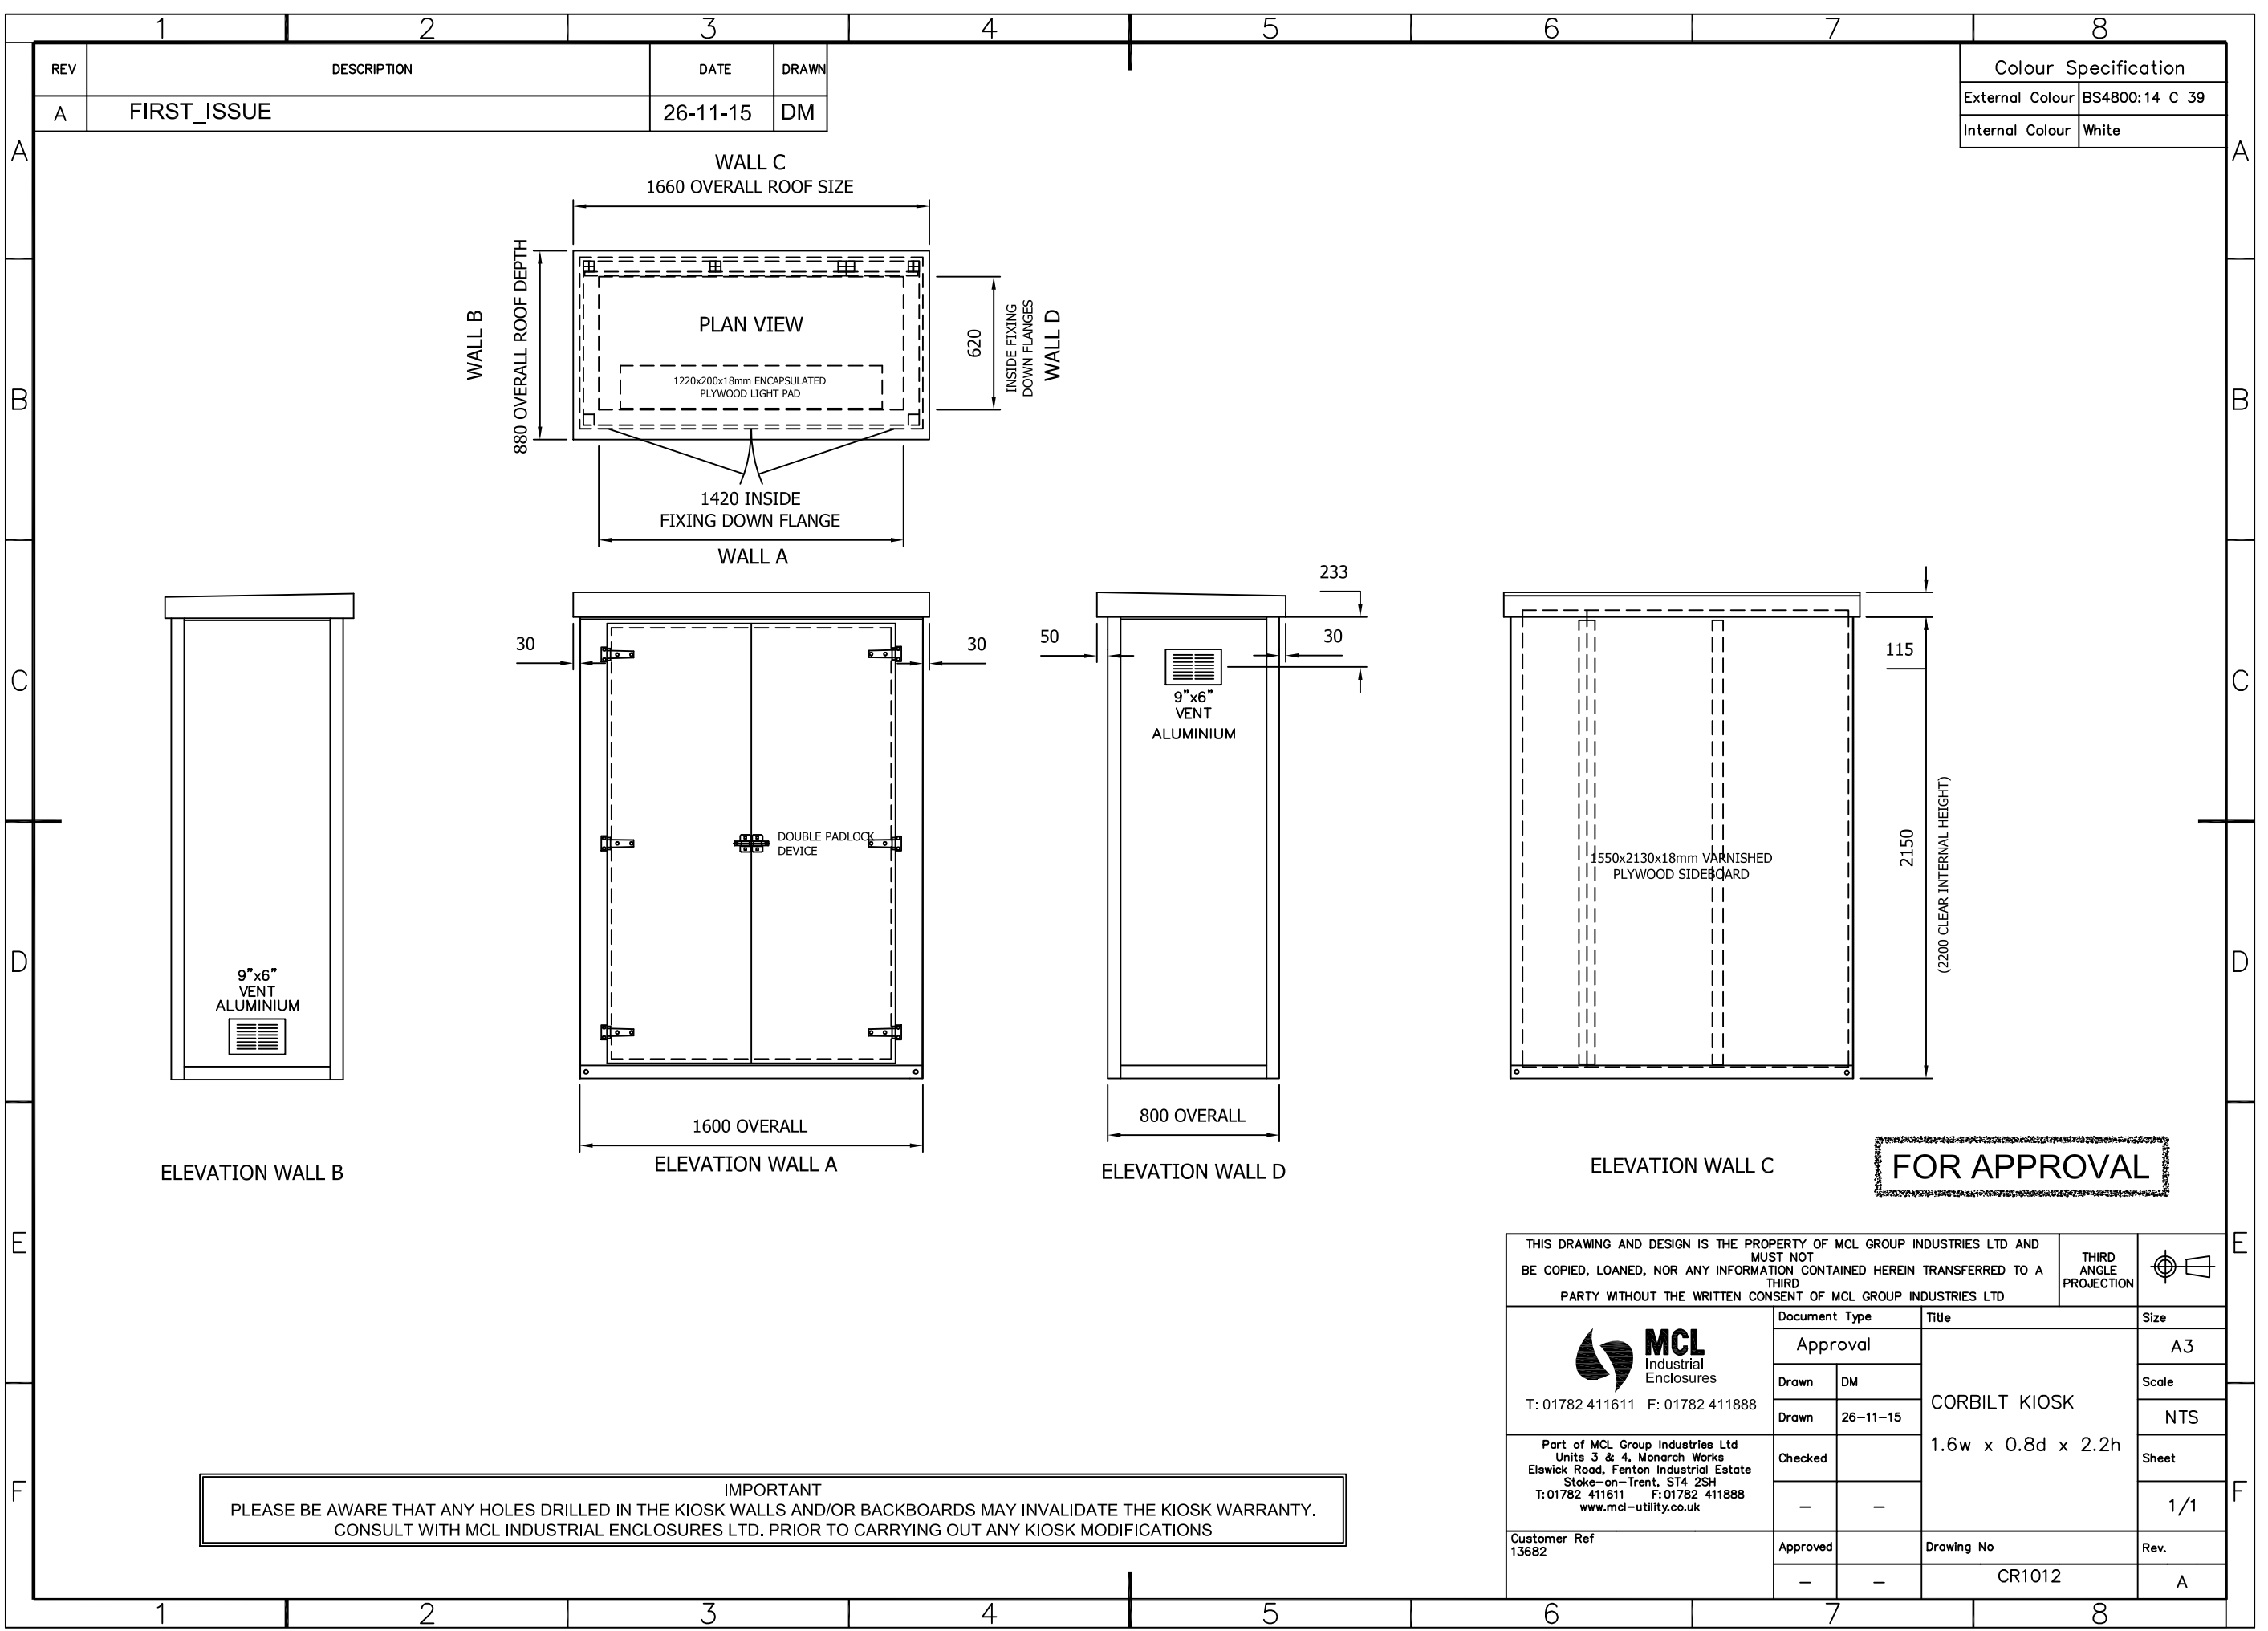 1 2 3 4 5 6 7 8
REV DESCRIPTION DATE DRAWN
A FIRST_ISSUE 26-11-15 DM
Colour Specification
External Colour BS4800:14 C 39
Internal Colour White
A A
WALL C
1660 OVERALL ROOF SIZE
WALL B
880 OVERALL ROOF DEPTH
PLAN VIEW
1220x200x18mm ENCAPSULATED
PLYWOOD LIGHT PAD
620
INSIDE FIXING
DOWN FLANGES
WALL D
B B
1420 INSIDE
FIXING DOWN FLANGE
WALL A
233
30 30 50 30
115
C C
9”x6”
VENT
ALUMINIUM
DOUBLE PADLOCK
DEVICE
1550x2130x18mm VARNISHED
PLYWOOD SIDEBOARD
2150
(2200 CLEAR INTERNAL HEIGHT)
D D
9”x6”
VENT
ALUMINIUM
1600 OVERALL
800 OVERALL
ELEVATION WALL B
ELEVATION WALL A
ELEVATION WALL D
ELEVATION WALL C
FOR APPROVAL
E E
THIS DRAWING AND DESIGN IS THE PROPERTY OF MCL GROUP INDUSTRIES LTD AND
MUST NOT
BE COPIED, LOANED, NOR ANY INFORMATION CONTAINED HEREIN TRANSFERRED TO A
THIRD
PARTY WITHOUT THE WRITTEN CONSENT OF MCL GROUP INDUSTRIES LTD
THIRD
ANGLE
PROJECTION
MCL
Industrial
Enclosures
T: 01782 411611 F: 01782 411888
Part of MCL Group Industries Ltd
Units 3 & 4, Monarch Works
Elswick Road, Fenton Industrial Estate
Stoke-on-Trent, ST4 2SH
T:01782 411611 F:01782 411888
www.mcl-utility.co.uk
Customer Ref
13682
Document Type
Approval
Drawn DM
Drawn 26-11-15
Checked
- -
Approved
- -
Title
CORBILT KIOSK
1.6w x 0.8d x 2.2h
Drawing No
CR1012
Size
A3
Scale
NTS
Sheet
1/1
Rev.
A
F F
IMPORTANT
PLEASE BE AWARE THAT ANY HOLES DRILLED IN THE KIOSK WALLS AND/OR BACKBOARDS MAY INVALIDATE THE KIOSK WARRANTY.
CONSULT WITH MCL INDUSTRIAL ENCLOSURES LTD. PRIOR TO CARRYING OUT ANY KIOSK MODIFICATIONS
1 2 3 4 5 6 7 8